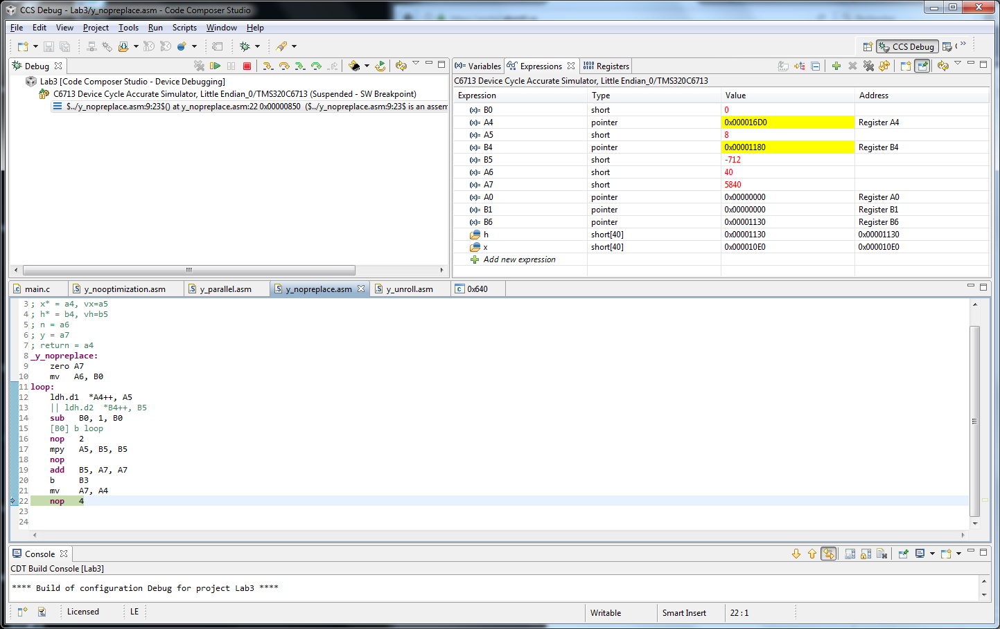 CCS Debug - Lab3/y_nopreplace.asm - Code Composer Studio
File Edit View Project Tools Run Scripts Window Help
CCS Debug
Debug
Lab3 [Code Composer Studio - Device Debugging]
C6713 Device Cycle Accurate Simulator, Little Endian_0/TMS320C6713 (Suspended - SW Breakpoint)
$../y_nopreplace.asm:9:23$() at y_nopreplace.asm:22 0x00000850 ($../y_nopreplace.asm:9:23$ is an assem
(x)= Variables Expressions Registers
C6713 Device Cycle Accurate Simulator, Little Endian_0/TMS320C6713
Expression Type Value Address
(x)= B0 short 0
(x)= A4 pointer 0x000016D0 Register A4
(x)= A5 short 8
(x)= B4 pointer 0x00001180 Register B4
(x)= B5 short -712
(x)= A6 short 40
(x)= A7 short 5840
(x)= A0 pointer 0x00000000 Register A0
(x)= B1 pointer 0x00000000 Register B1
(x)= B6 pointer 0x00001130 Register B6
h short[40] 0x00001130 0x00001130
x short[40] 0x000010E0 0x000010E0
Add new expression
main.c y_nooptimization.asm y_parallel.asm y_nopreplace.asm y_unroll.asm 0x640
3 ; x* = a4, vx=a5
4 ; h* = b4, vh=b5
5 ; n = a6
6 ; y = a7
7 ; return = a4
8 _y_nopreplace:
9 zero A7
10 mv A6, B0
11 loop:
12 ldh.d1 *A4++, A5
13 || ldh.d2 *B4++, B5
14 sub B0, 1, B0
15 [B0] b loop
16 nop 2
17 mpy A5, B5, B5
18 nop
19 add B5, A7, A7
20 b B3
21 mv A7, A4
22 nop 4
23
24
Console
CDT Build Console [Lab3]
**** Build of configuration Debug for project Lab3 ****
Licensed LE Writable Smart Insert 22 : 1